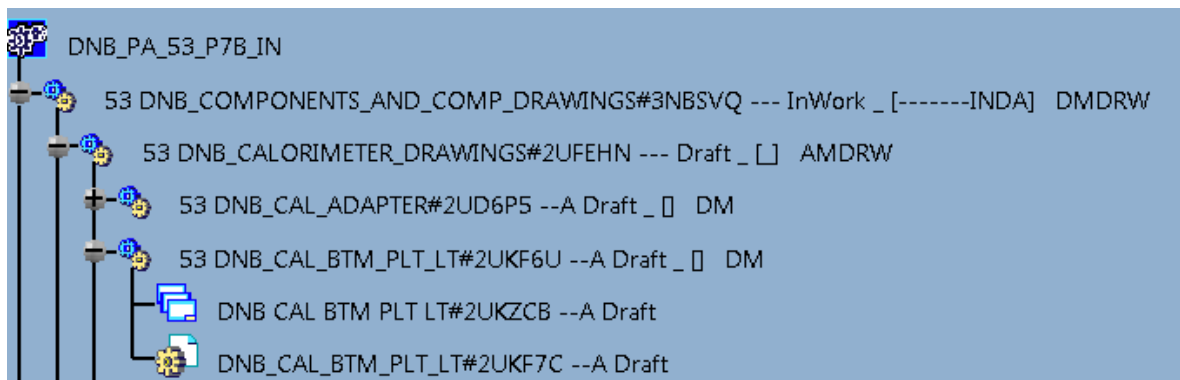 DNB_PA_53_P7B_IN
53 DNB_COMPONENTS_AND_COMP_DRAWINGS#3NBSVQ --- InWork _ [-------INDA] DMDRW
53 DNB_CALORIMETER_DRAWINGS#2UFEHN --- Draft _ [_] AMDRW
53 DNB_CAL_ADAPTER#2UD6P5 --A Draft _ [] DM
53 DNB_CAL_BTM_PLT_LT#2UKF6U --A Draft _ [] DM
DNB CAL BTM PLT LT#2UKZCB --A Draft
DNB_CAL_BTM_PLT_LT#2UKF7C --A Draft